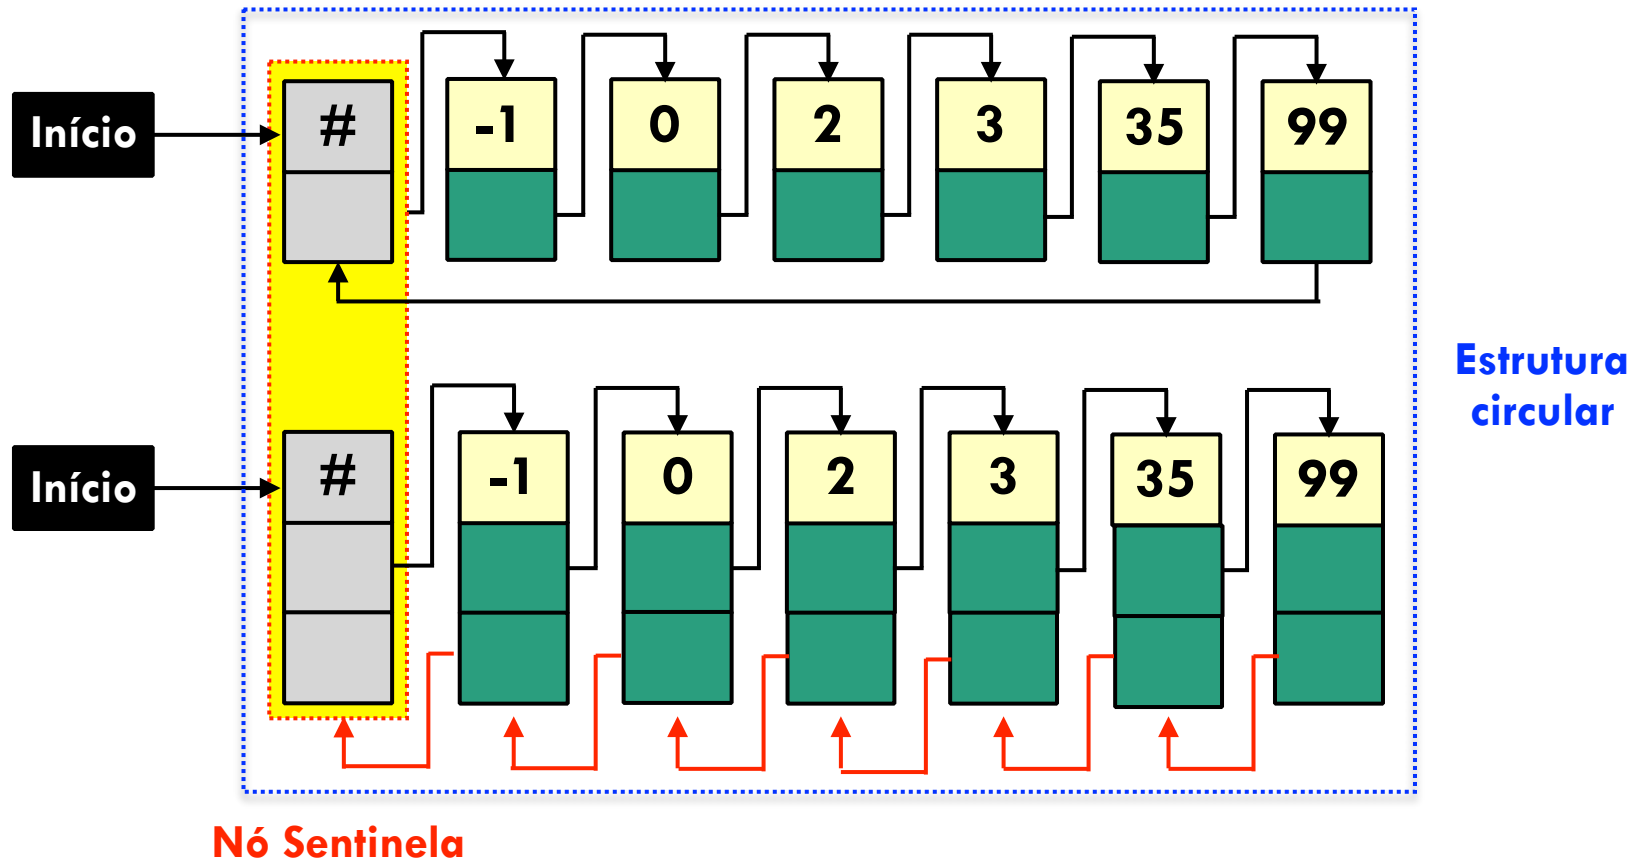 Início # -1 0 2 3 35 99
Estrutura
circular
Início # -1 0 2 3 35 99
Nó Sentinela